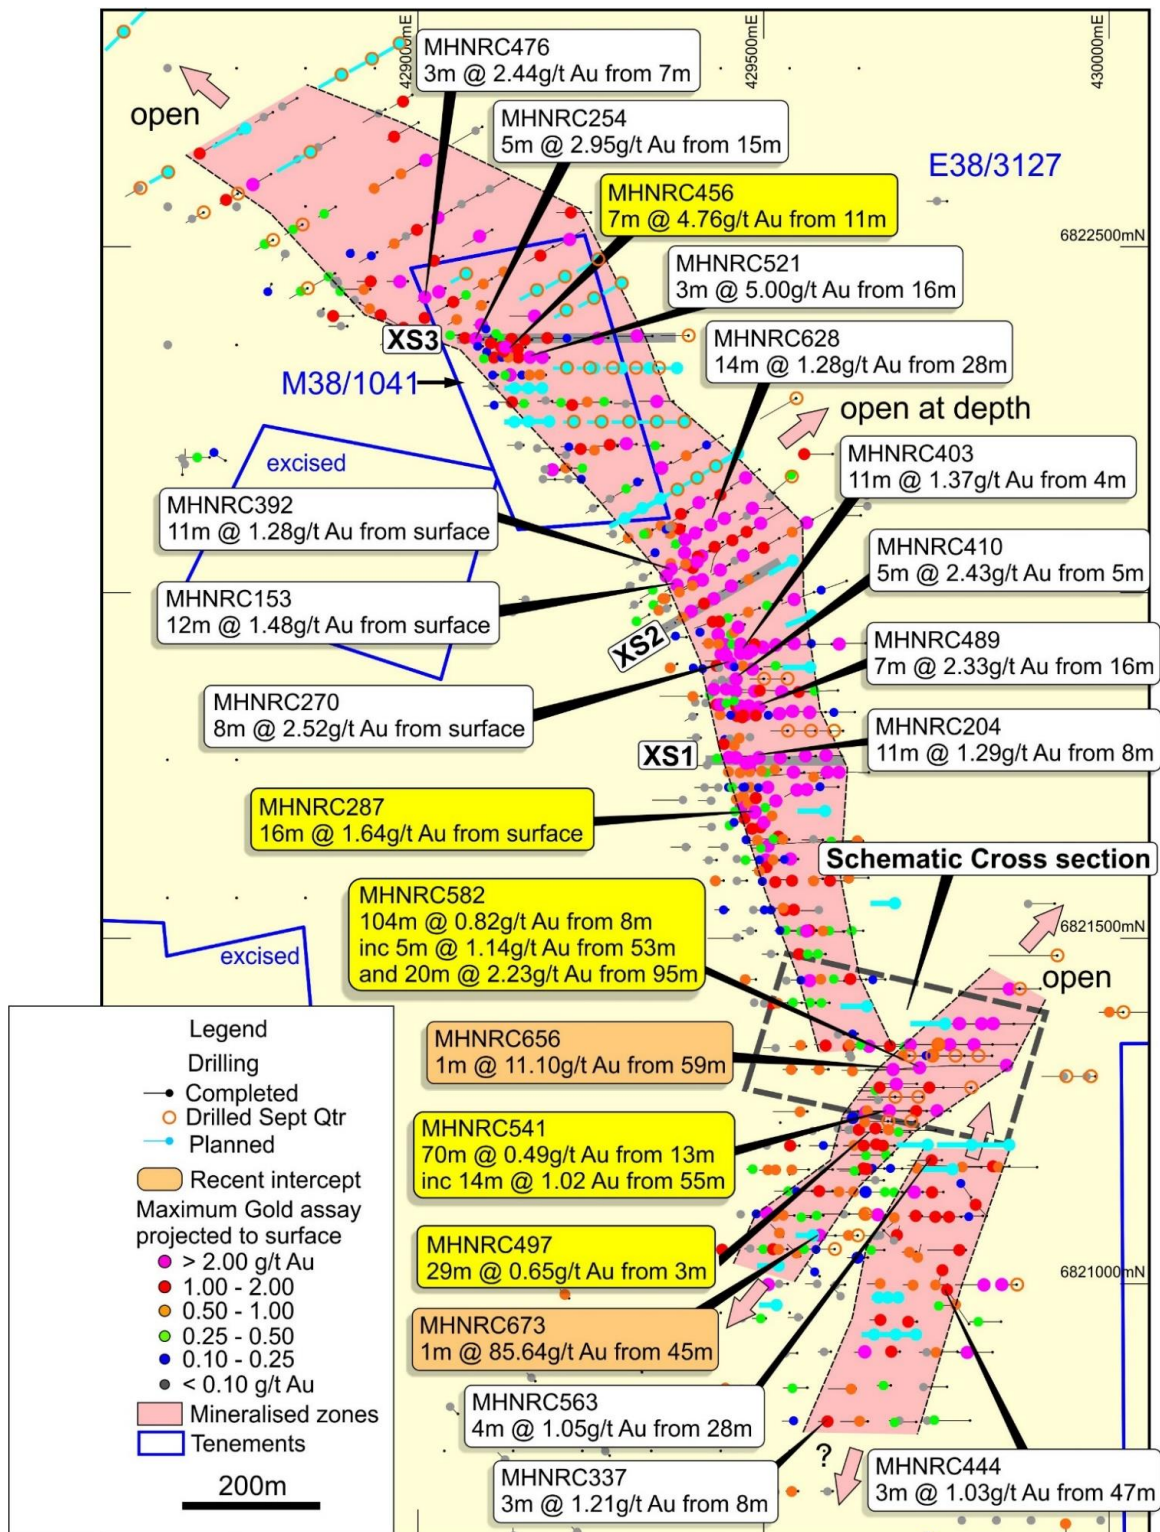 429000mE
429500mE
430000mE
MHNRC476
3m @ 2.44g/t Au from 7m
open
MHNRC254
5m @ 2.95g/t Au from 15m
E38/3127
MHNRC456
7m @ 4.76g/t Au from 11m
6822500mN
MHNRC521
3m @ 5.00g/t Au from 16m
XS3
MHNRC628
14m @ 1.28g/t Au from 28m
M38/1041
open at depth
excised
MHNRC403
11m @ 1.37g/t Au from 4m
MHNRC392
11m @ 1.28g/t Au from surface
MHNRC410
5m @ 2.43g/t Au from 5m
MHNRC153
12m @ 1.48g/t Au from surface
XS2
MHNRC489
7m @ 2.33g/t Au from 16m
MHNRC270
8m @ 2.52g/t Au from surface
MHNRC204
11m @ 1.29g/t Au from 8m
XS1
MHNRC287
16m @ 1.64g/t Au from surface
Schematic Cross section
MHNRC582
104m @ 0.82g/t Au from 8m
inc 5m @ 1.14g/t Au from 53m
and 20m @ 2.23g/t Au from 95m
6821500mN
excised
open
MHNRC656
1m @ 11.10g/t Au from 59m
MHNRC541
70m @ 0.49g/t Au from 13m
inc 14m @ 1.02 Au from 55m
MHNRC497
29m @ 0.65g/t Au from 3m
6821000mN
MHNRC673
1m @ 85.64g/t Au from 45m
MHNRC563
4m @ 1.05g/t Au from 28m
?
MHNRC337
3m @ 1.21g/t Au from 8m
MHNRC444
3m @ 1.03g/t Au from 47m
Legend
Drilling
Completed
Drilled Sept Qtr
Planned
Recent intercept
Maximum Gold assay
projected to surface
> 2.00 g/t Au
1.00 - 2.00
0.50 - 1.00
0.25 - 0.50
0.10 - 0.25
< 0.10 g/t Au
Mineralised zones
Tenements
200m